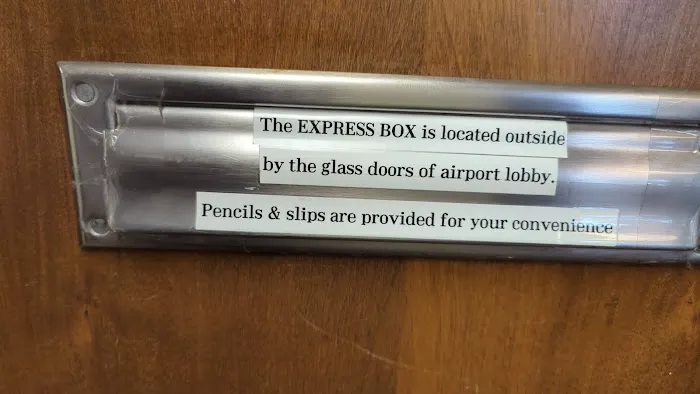 The EXPRESS BOX is located outside
by the glass doors of airport lobby.
Pencils & slips are provided for your convenience